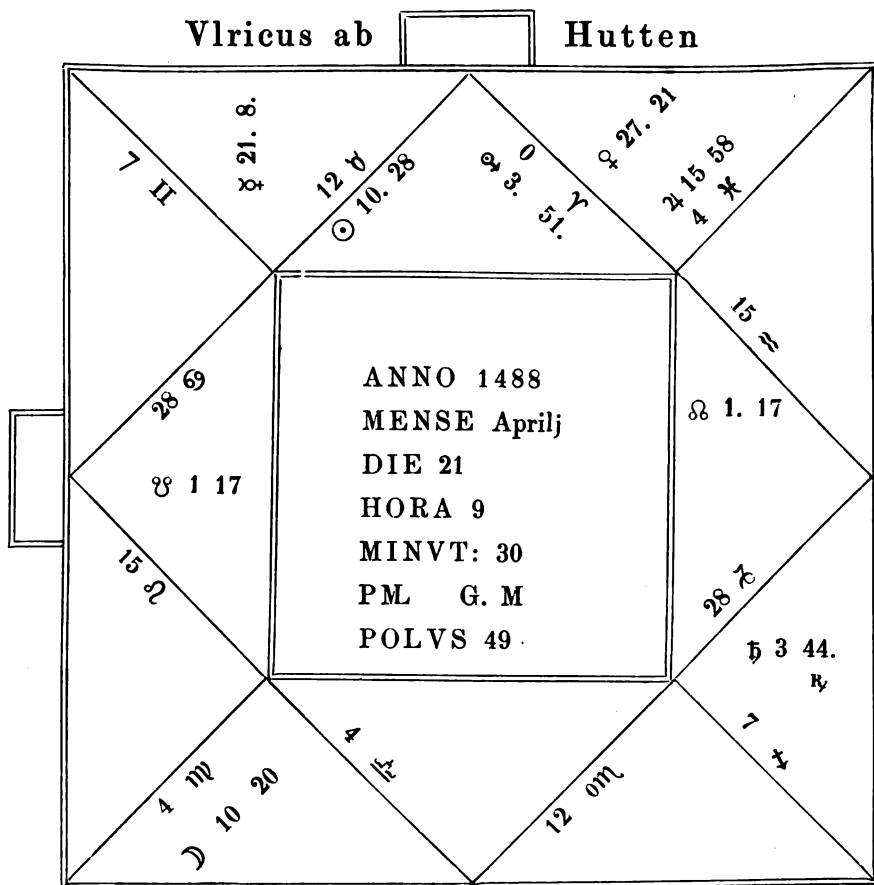 Vlricus ab Hutten
☿ 21. 8.
7 ♊
12 ♉
☉ 10. 28
0 ♈
3. 51.
♀ 27. 21
♃ 15 58
4 ♓
15 ♒
☊ 1. 17
28 ♋
☋ 1 17
15 ♌
ANNO 1488
MENSE Aprilj
DIE 21
HORA 9
MINVT: 30
PM. G. M
POLVS 49
28 ♑
♄ 3 44.
℞
7 ♐
4 ♍
☽ 10 20
4 ♎
12 ♏